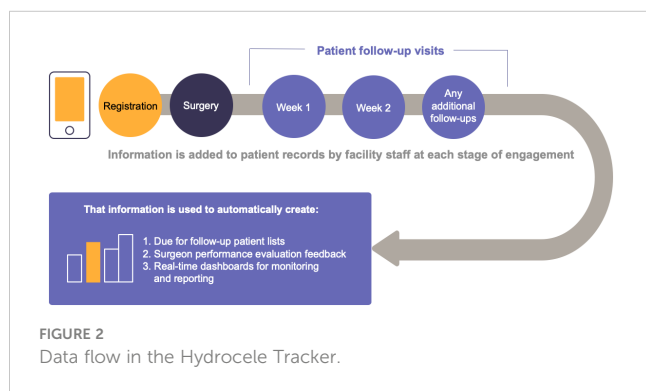 Patient follow-up visits
Registration
Surgery
Week 1
Week 2
Any
additional
follow-ups
Information is added to patient records by facility staff at each stage of engagement
That information is used to automatically create:
1. Due for follow-up patient lists
2. Surgeon performance evaluation feedback
3. Real-time dashboards for monitoring
and reporting
FIGURE 2
Data flow in the Hydrocele Tracker.